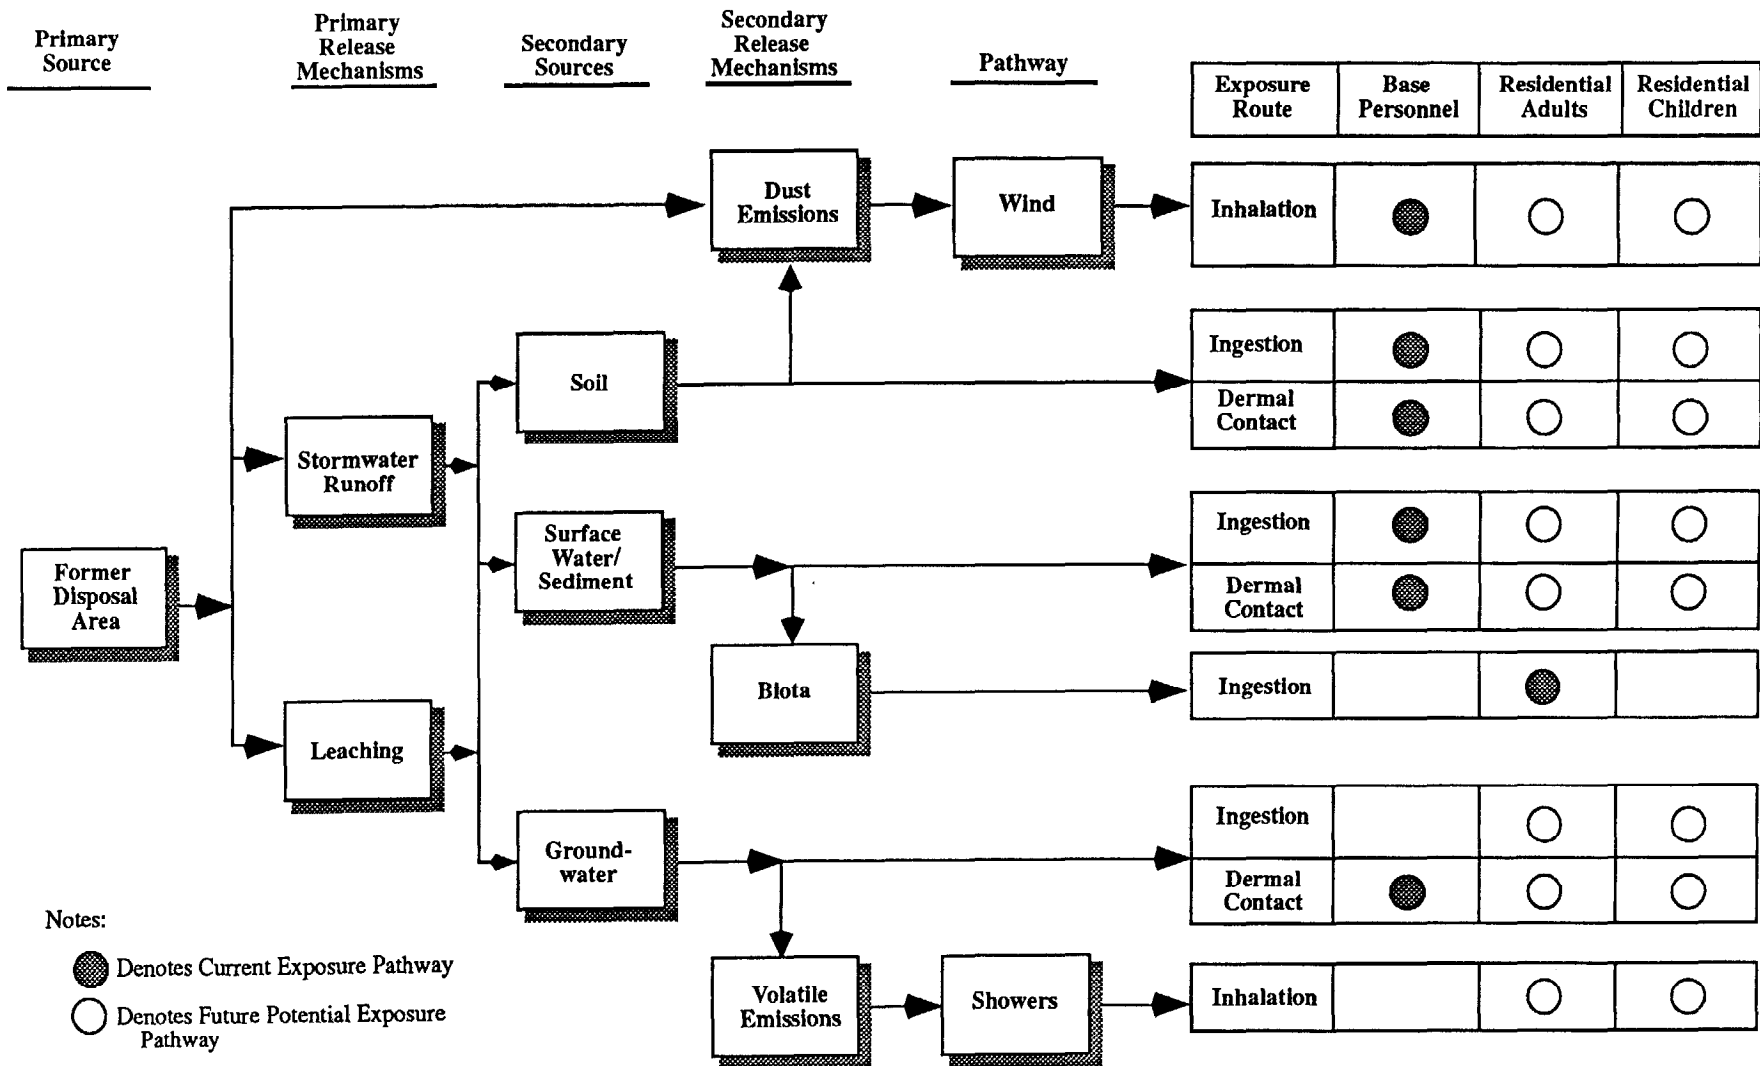 Primary
Source
Primary
Release
Mechanisms
Secondary
Sources
Secondary
Release
Mechanisms
Pathway
Exposure
Route
Base
Personnel
Residential
Adults
Residential
Children
Dust
Emissions
Wind
Inhalation
Soil
Ingestion
Dermal
Contact
Stormwater
Runoff
Surface
Water/
Sediment
Ingestion
Dermal
Contact
Former
Disposal
Area
Biota
Ingestion
Leaching
Ground-
water
Ingestion
Dermal
Contact
Volatile
Emissions
Showers
Inhalation
Notes:
Denotes Current Exposure Pathway
Denotes Future Potential Exposure
Pathway